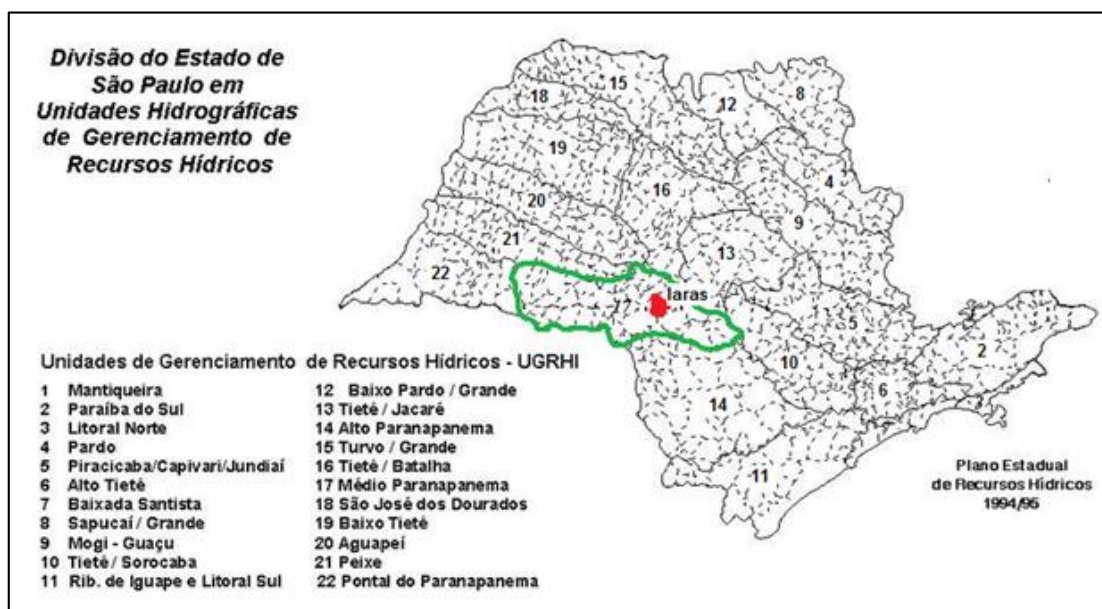 Divisão do Estado de
São Paulo em
Unidades Hidrográficas
de Gerenciamento de
Recursos Hídricos
15
8
18
12
19
4
16
20
9
21
13
22
Iaras
17
5
2
10
6
14
11
Unidades de Gerenciamento de Recursos Hídricos - UGRHI
1 Mantiqueira
2 Paraíba do Sul
3 Litoral Norte
4 Pardo
5 Piracicaba/Capivari/Jundiaí
6 Alto Tietê
7 Baixada Santista
8 Sapucaí / Grande
9 Mogi - Guaçu
10 Tietê / Sorocaba
11 Rib. de Iguape e Litoral Sul
12 Baixo Pardo / Grande
13 Tietê / Jacaré
14 Alto Paranapanema
15 Turvo / Grande
16 Tietê / Batalha
17 Médio Paranapanema
18 São José dos Dourados
19 Baixo Tietê
20 Aguapeí
21 Peixe
22 Pontal do Paranapanema
Plano Estadual
de Recursos Hídricos
1994/95